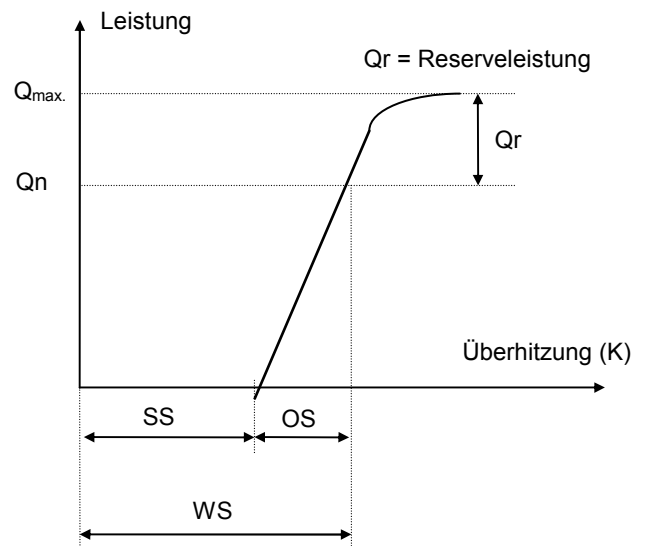 Leistung
Qr = Reserveleistung
Qmax.
Qr
Qn
Überhitzung (K)
SS
OS
WS